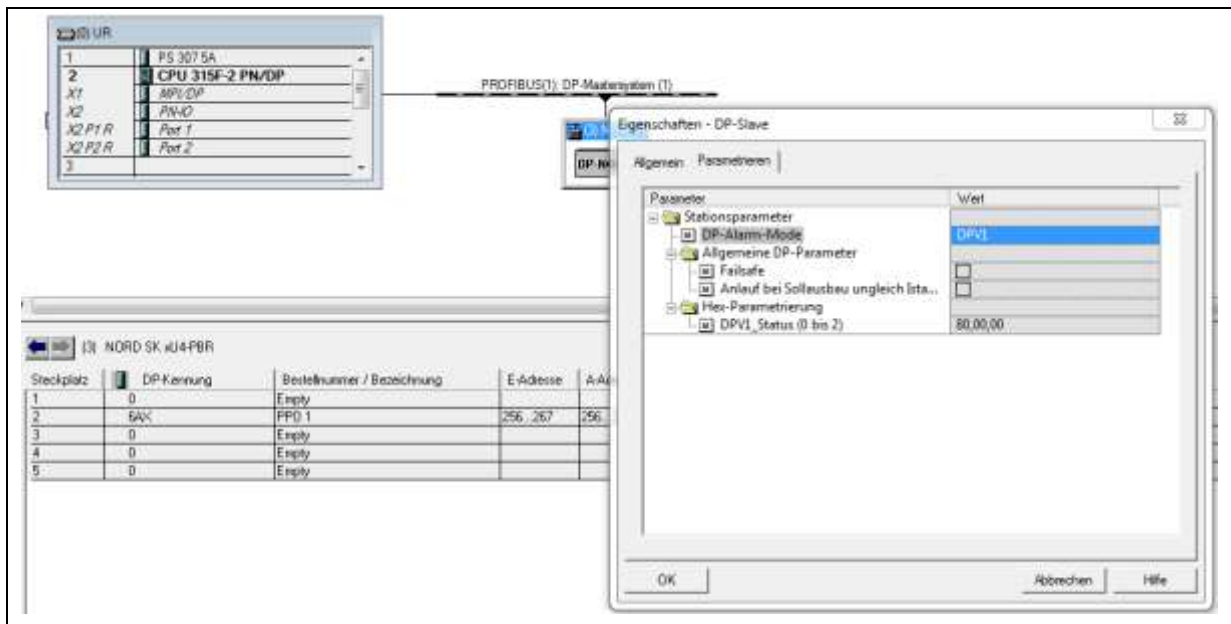 (0) UR
1 PS 307 5A
2 CPU 315F-2 PN/DP
X1 MPI/DP
X2 PN-IO
X2 P1 R Port 1
X2 P2 R Port 2
3
PROFIBUS(1): DP-Mastersystem (1)
DP-N
Eigenschaften - DP-Slave
Allgemein Parametrieren
Parameter Wert
Stationsparameter
DP-Alarm-Mode DPV1
Allgemeine DP-Parameter
Failsafe
Anlauf bei Sollausbau ungleich Ista...
Hex-Parametrierung
DPV1_Status (0 bis 2) 80,00,00
OK Abbrechen Hilfe
(3) NORD SK xU4-PBR
Steckplatz DP-Kennung Bestellnummer / Bezeichnung E-Adresse A-A
1 0 Empty
2 6AX PPO 1 256...267 256...
3 0 Empty
4 0 Empty
5 0 Empty